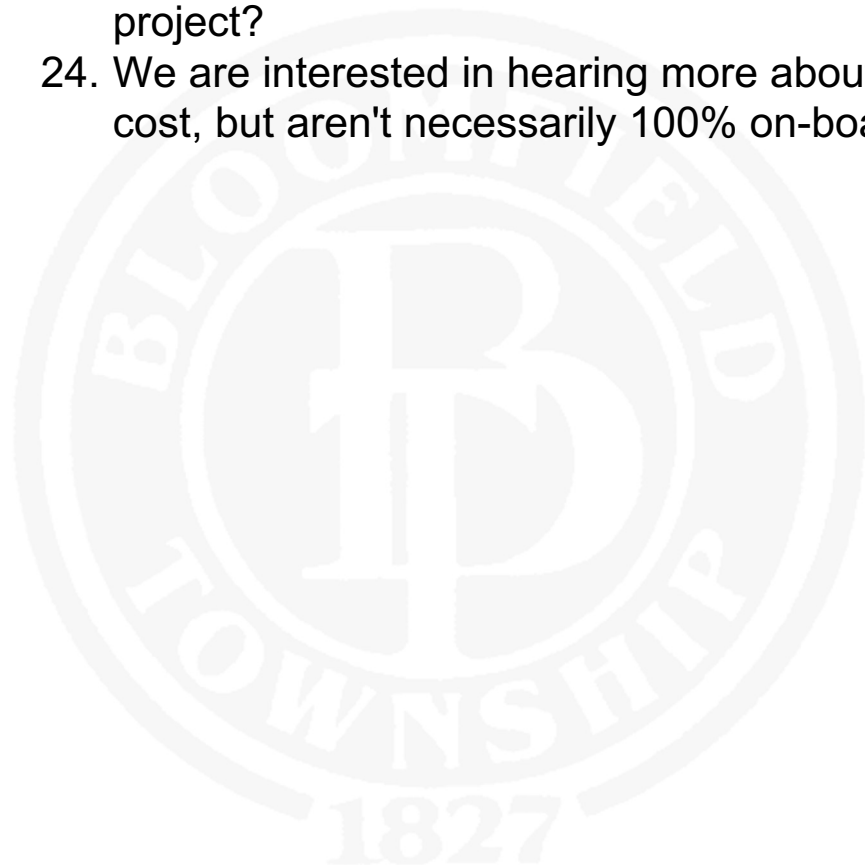 project?
24. We are interested in hearing more abou
cost, but aren't necessarily 100% on-boa
BLOOMFIELD
BT
TOWNSHIP
1827